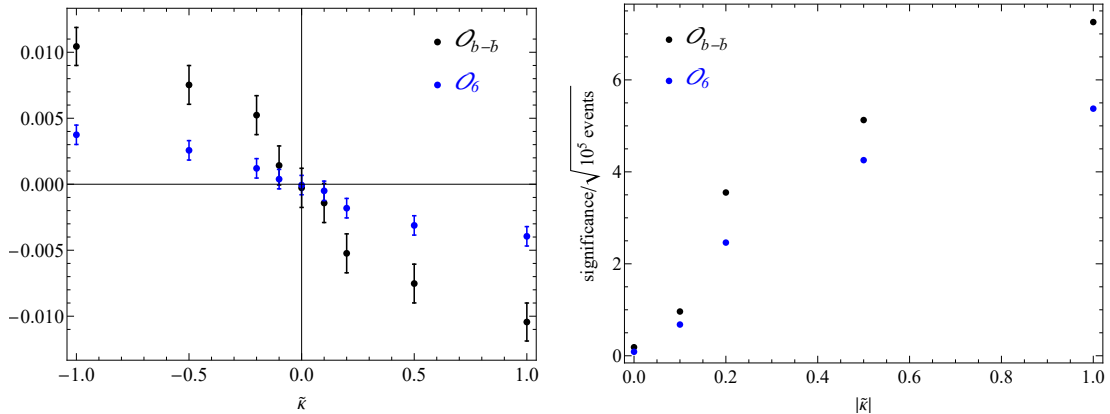 0.010
0.005
0.000
−0.005
−0.010
−1.0 −0.5 0.0 0.5 1.0
κ̃
𝒪b−b̄
𝒪6
significance/√10⁵ events
6
4
2
0
0.0 0.2 0.4 0.6 0.8 1.0
|κ̃|
𝒪b−b̄
𝒪6